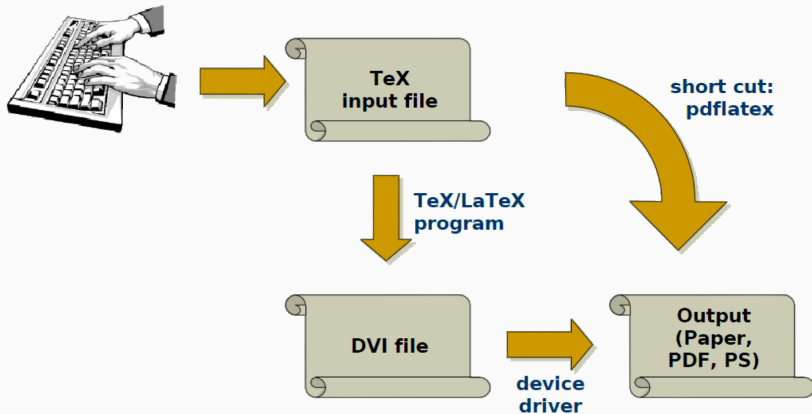 TeX
input file
short cut:
pdflatex
TeX/LaTeX
program
DVI file
device
driver
Output
(Paper,
PDF, PS)